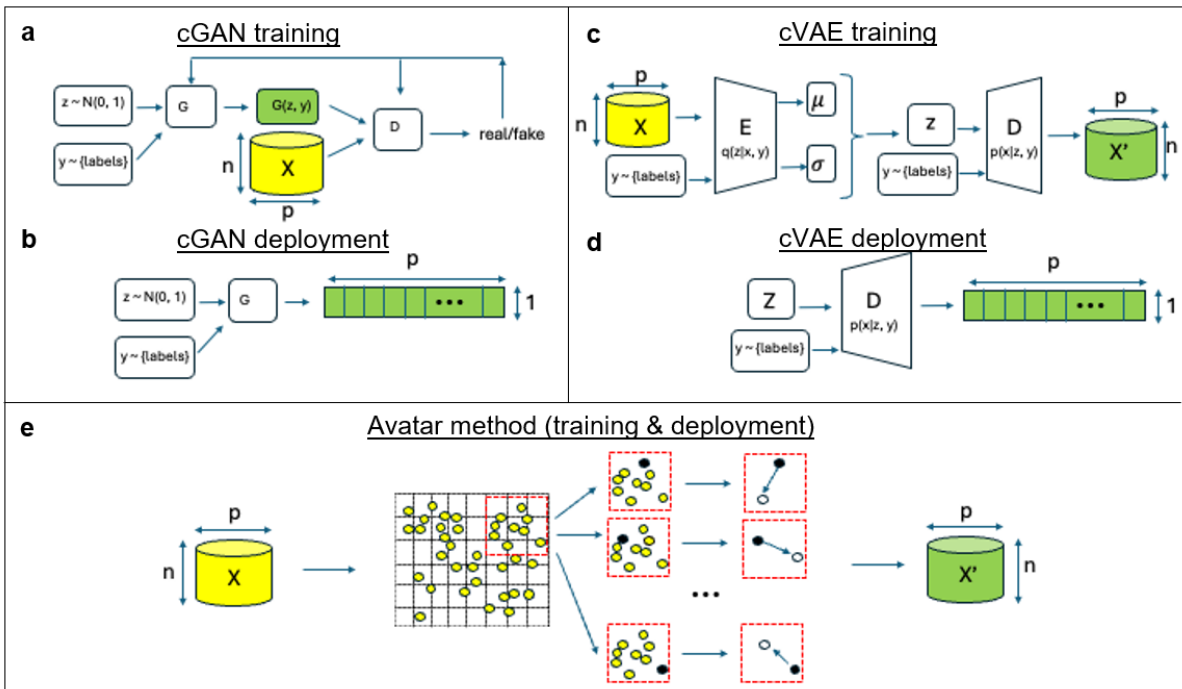 a
cGAN training
z ~ N(0, 1)
G
G(z, y)
D
real/fake
y ~ {labels}
n
X
p
b
cGAN deployment
p
z ~ N(0, 1)
G
•••
1
y ~ {labels}
c
cVAE training
p
n
X
E
q(z|x, y)
μ
σ
y ~ {labels}
z
y ~ {labels}
D
p(x|z, y)
p
X'
n
d
cVAE deployment
p
Z
D
p(x|z, y)
•••
1
y ~ {labels}
e
Avatar method (training & deployment)
p
n
X
•••
p
X'
n